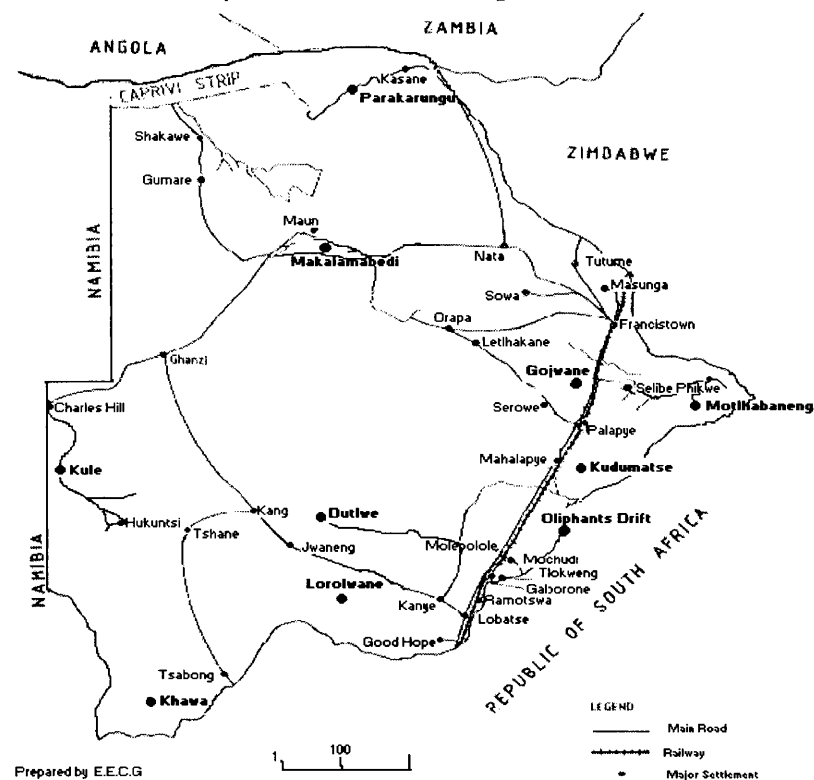 ZAMBIA
ANGOLA
Kasane
CAPRIVI STRIP
Parakarungu
Shakawe
ZIMBABWE
Gumare
Maun
NAMIBIA
Makalamabedi
Nata
Tutume
Masunga
Sowa
Orapa
Francistown
Letlhakane
Ghanzi
Gojwane
Selibe Phikwe
Charles Hill
Serowe
Motlhabaneng
Palapye
Mahalapye
Kule
Kudumatse
Kang
Dutlwe
Hukuntsi
Tshane
Oliphants Drift
Jwaneng
Molepolole
Mochudi
NAMIBIA
Tlokweng
Lorolwane
Gaborone
Kanye
Ramotswa
Lobatse
PEPUBLIC OF SOUTH AFRICA
Good Hope
Tsabong
Khawa
LEGEND
Main Road
1 100
Railway
Prepared by E.E.C.G
Major Settlement